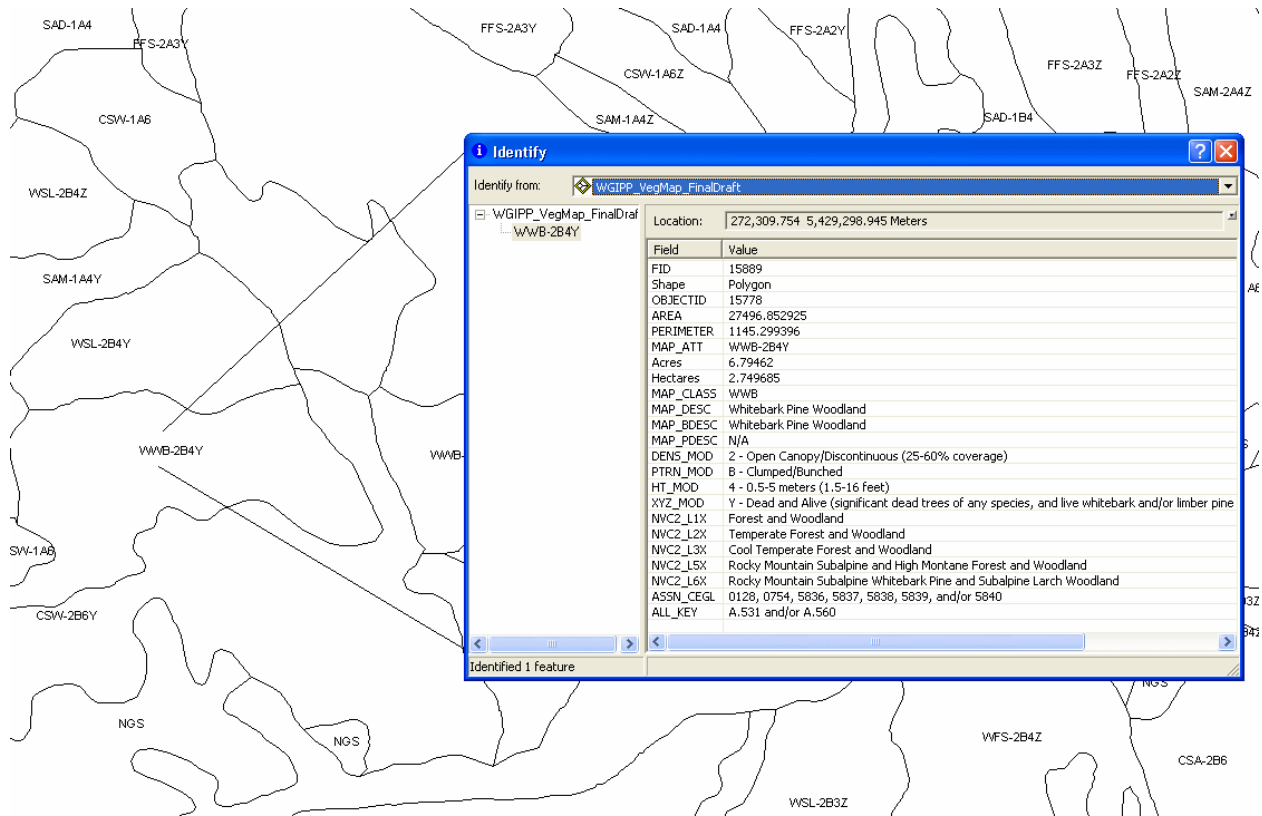 SAD-1A4
FFS-2A3Y
FFS-2A3Y
SAD-1A4
FFS-2A2Y
CSW-1A6Z
FFS-2A3Z
FFS-2A2Z
SAM-2A4Z
CSW-1A6
SAM-1A4Z
SAD-1B4
WSL-2B4Z
SAM-1A4Y
WSL-2B4Y
WWB-2B4Y
WWB-
SW-1A6
CSW-2B6Y
NGS
NGS
NGS
WFS-2B4Z
CSA-2B6
WSL-2B3Z
Identify
Identify from: WGIPP_VegMap_FinalDraft
WGIPP_VegMap_FinalDraf
WWB-2B4Y
Location: 272,309.754 5,429,298.945 Meters
Field Value
FID 15889
Shape Polygon
OBJECTID 15778
AREA 27496.852925
PERIMETER 1145.299396
MAP_ATT WWB-2B4Y
Acres 6.79462
Hectares 2.749685
MAP_CLASS WWB
MAP_DESC Whitebark Pine Woodland
MAP_BDESC Whitebark Pine Woodland
MAP_PDESC N/A
DENS_MOD 2 - Open Canopy/Discontinuous (25-60% coverage)
PTRN_MOD B - Clumped/Bunched
HT_MOD 4 - 0.5-5 meters (1.5-16 feet)
XYZ_MOD Y - Dead and Alive (significant dead trees of any species, and live whitebark and/or limber pine
NVC2_L1X Forest and Woodland
NVC2_L2X Temperate Forest and Woodland
NVC2_L3X Cool Temperate Forest and Woodland
NVC2_L5X Rocky Mountain Subalpine and High Montane Forest and Woodland
NVC2_L6X Rocky Mountain Subalpine Whitebark Pine and Subalpine Larch Woodland
ASSN_CEGL 0128, 0754, 5836, 5837, 5838, 5839, and/or 5840
ALL_KEY A.531 and/or A.560
Identified 1 feature